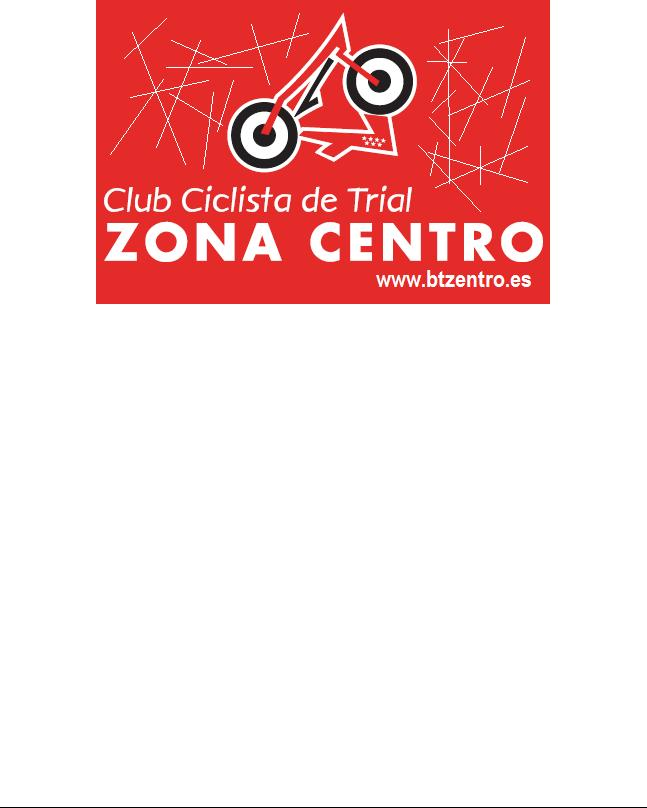 Club Ciclista de Trial
ZONA CENTRO
www.btzentro.es